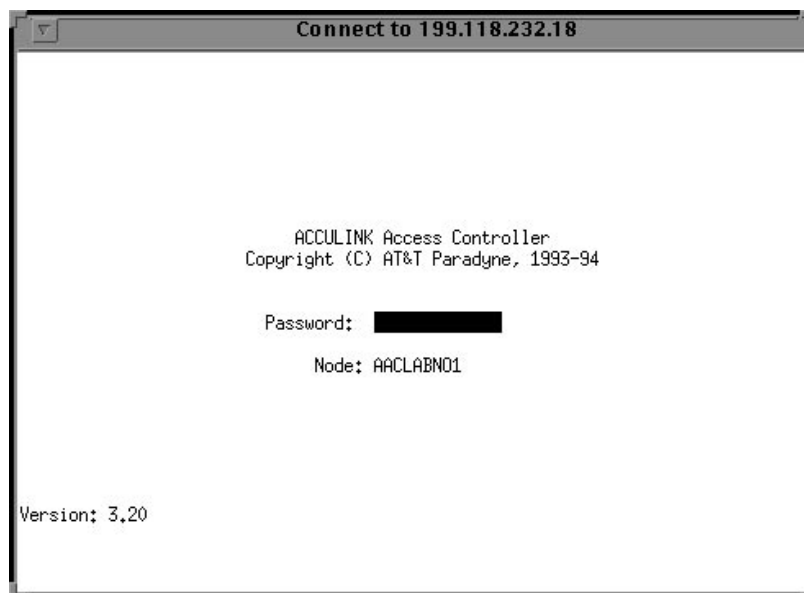 Connect to 199.118.232.18
ACCULINK Access Controller
Copyright (C) AT&T Paradyne, 1993-94
Password:
Node: AACLABNO1
Version: 3.20